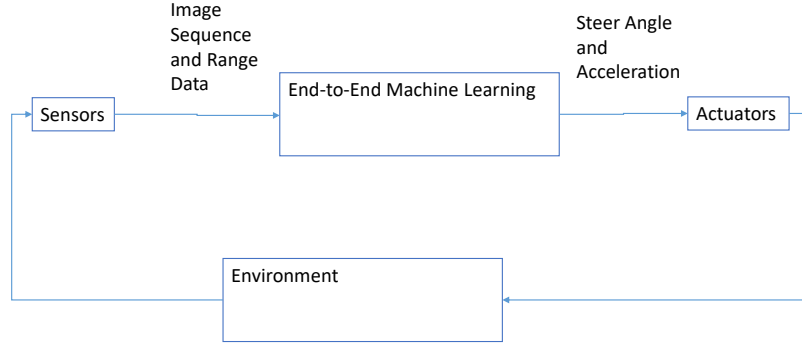 Image
Sequence
and Range
Data
Steer Angle
and
Acceleration
End-to-End Machine Learning
Sensors
Actuators
Environment